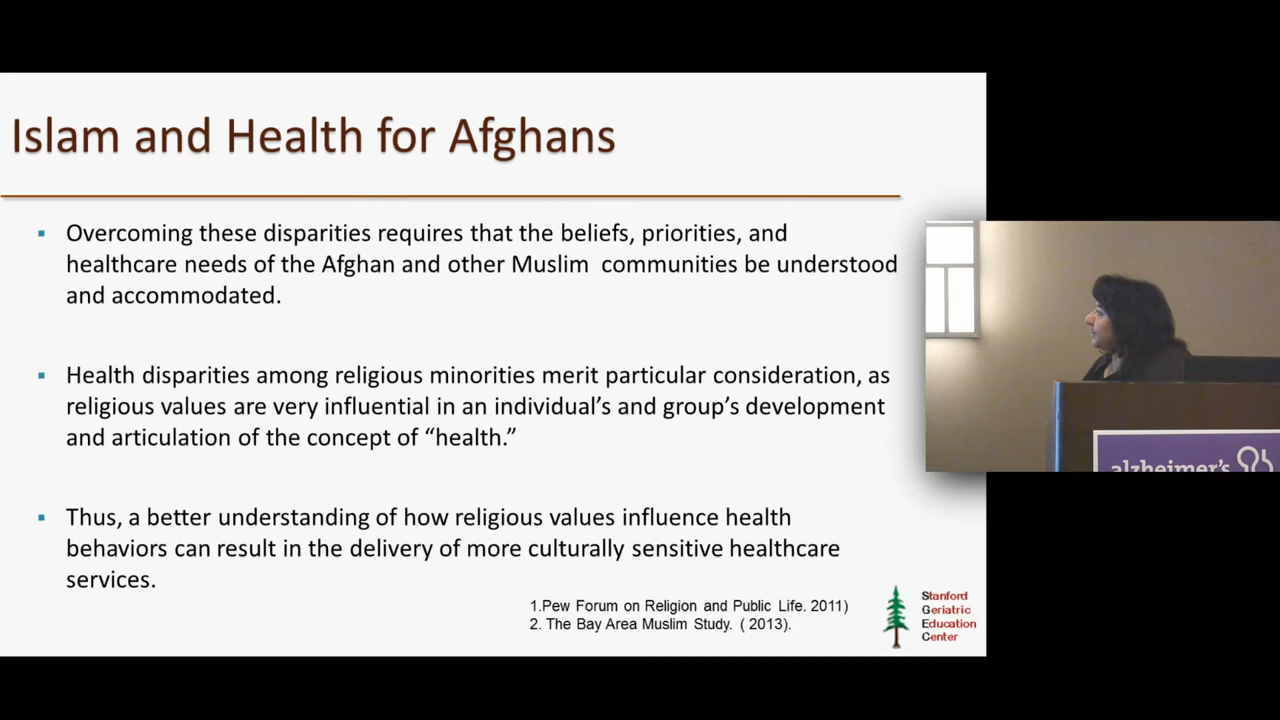 Islam and Health for Afghans
▪ Overcoming these disparities requires that the beliefs, priorities, and
healthcare needs of the Afghan and other Muslim communities be understood
and accommodated.
▪ Health disparities among religious minorities merit particular consideration, as
religious values are very influential in an individual’s and group’s development
and articulation of the concept of “health.”
▪ Thus, a better understanding of how religious values influence health
behaviors can result in the delivery of more culturally sensitive healthcare
services.
1.Pew Forum on Religion and Public Life. 2011)
2. The Bay Area Muslim Study. ( 2013).
Stanford
Geriatric
Education
Center
alzheimer's